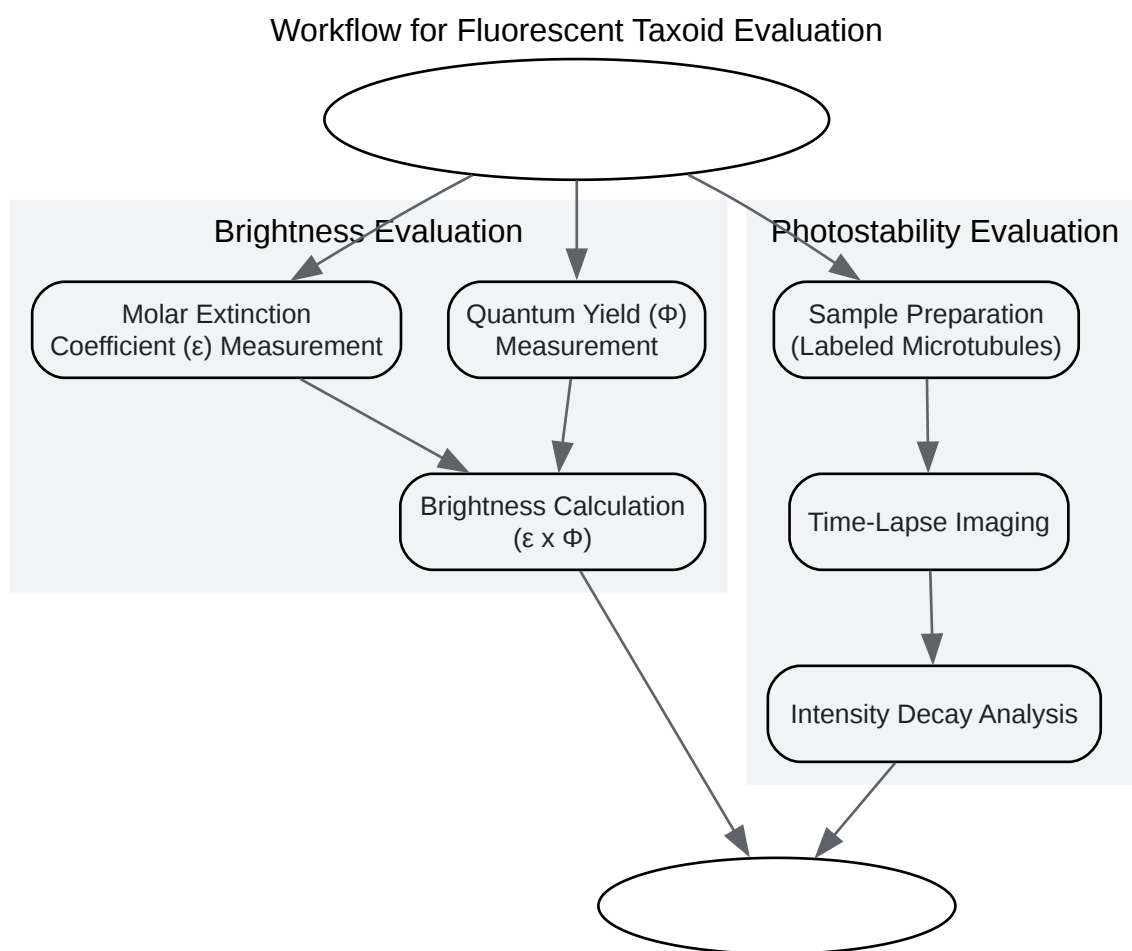 Workflow for Fluorescent Taxoid Evaluation
Brightness Evaluation
Photostability Evaluation
Molar Extinction
Coefficient (ε) Measurement
Quantum Yield (Φ)
Measurement
Sample Preparation
(Labeled Microtubules)
Brightness Calculation
(ε x Φ)
Time-Lapse Imaging
Intensity Decay Analysis